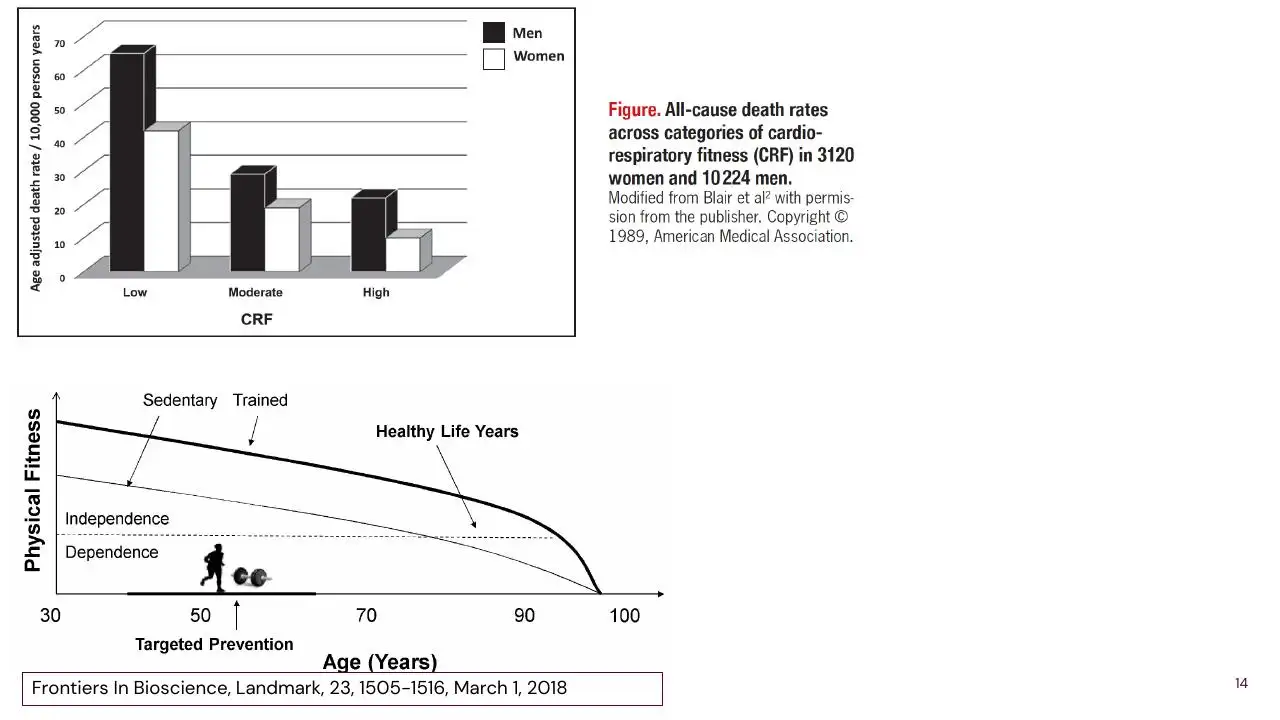 Age adjusted death rate / 10,000 person years
70
60
50
40
30
20
10
0
Low Moderate High
CRF
Men
Women
Figure. All-cause death rates
across categories of cardio-
respiratory fitness (CRF) in 3120
women and 10 224 men.
Modified from Blair et al² with permis-
sion from the publisher. Copyright ©
1989, American Medical Association.
Physical Fitness
Sedentary Trained
Healthy Life Years
Independence
Dependence
30 50 70 90 100
Targeted Prevention
Age (Years)
Frontiers In Bioscience, Landmark, 23, 1505-1516, March 1, 2018
14